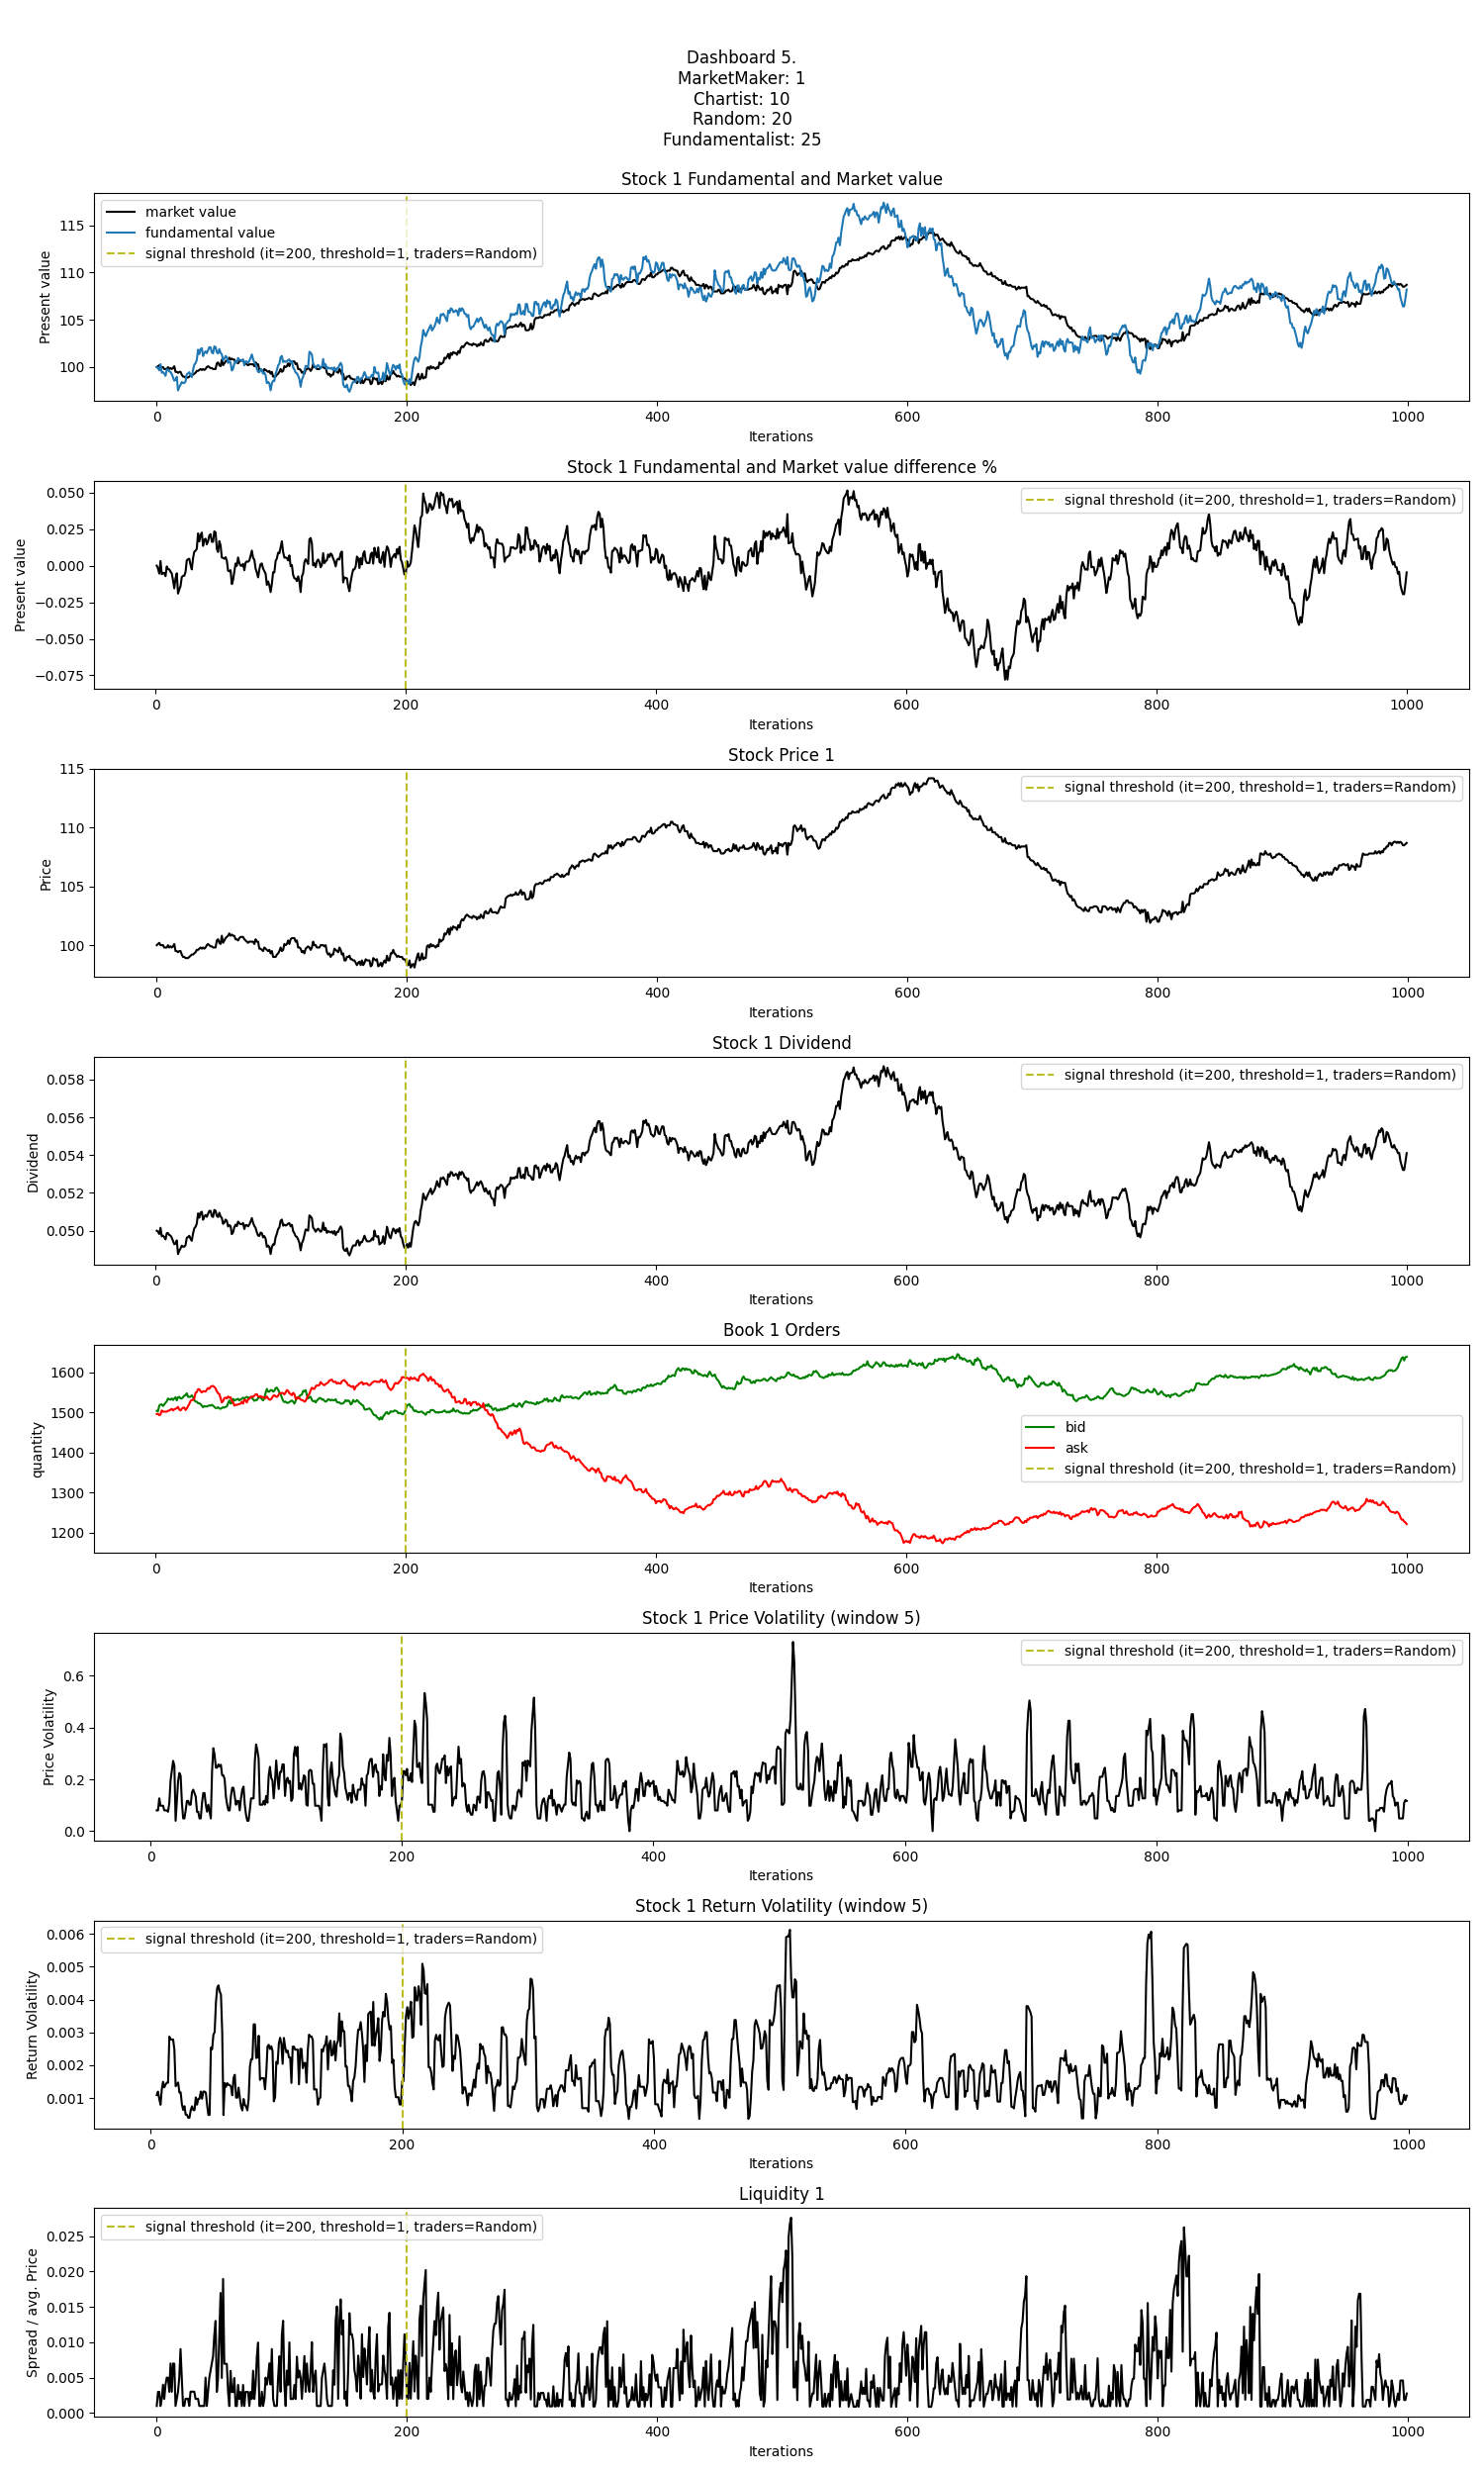 Dashboard 5.
MarketMaker: 1
Chartist: 10
Random: 20
Fundamentalist: 25
Stock 1 Fundamental and Market value
market value
fundamental value
signal threshold (it=200, threshold=1, traders=Random)
Present value
115
110
105
100
0 200 400 600 800 1000
Iterations
Stock 1 Fundamental and Market value difference %
signal threshold (it=200, threshold=1, traders=Random)
Present value
0.050
0.025
0.000
−0.025
−0.050
−0.075
0 200 400 600 800 1000
Iterations
Stock Price 1
signal threshold (it=200, threshold=1, traders=Random)
Price
115
110
105
100
0 200 400 600 800 1000
Iterations
Stock 1 Dividend
signal threshold (it=200, threshold=1, traders=Random)
Dividend
0.058
0.056
0.054
0.052
0.050
0 200 400 600 800 1000
Iterations
Book 1 Orders
bid
ask
signal threshold (it=200, threshold=1, traders=Random)
quantity
1600
1500
1400
1300
1200
0 200 400 600 800 1000
Iterations
Stock 1 Price Volatility (window 5)
signal threshold (it=200, threshold=1, traders=Random)
Price Volatility
0.6
0.4
0.2
0.0
0 200 400 600 800 1000
Iterations
Stock 1 Return Volatility (window 5)
signal threshold (it=200, threshold=1, traders=Random)
Return Volatility
0.006
0.005
0.004
0.003
0.002
0.001
0 200 400 600 800 1000
Iterations
Liquidity 1
signal threshold (it=200, threshold=1, traders=Random)
Spread / avg. Price
0.025
0.020
0.015
0.010
0.005
0.000
0 200 400 600 800 1000
Iterations